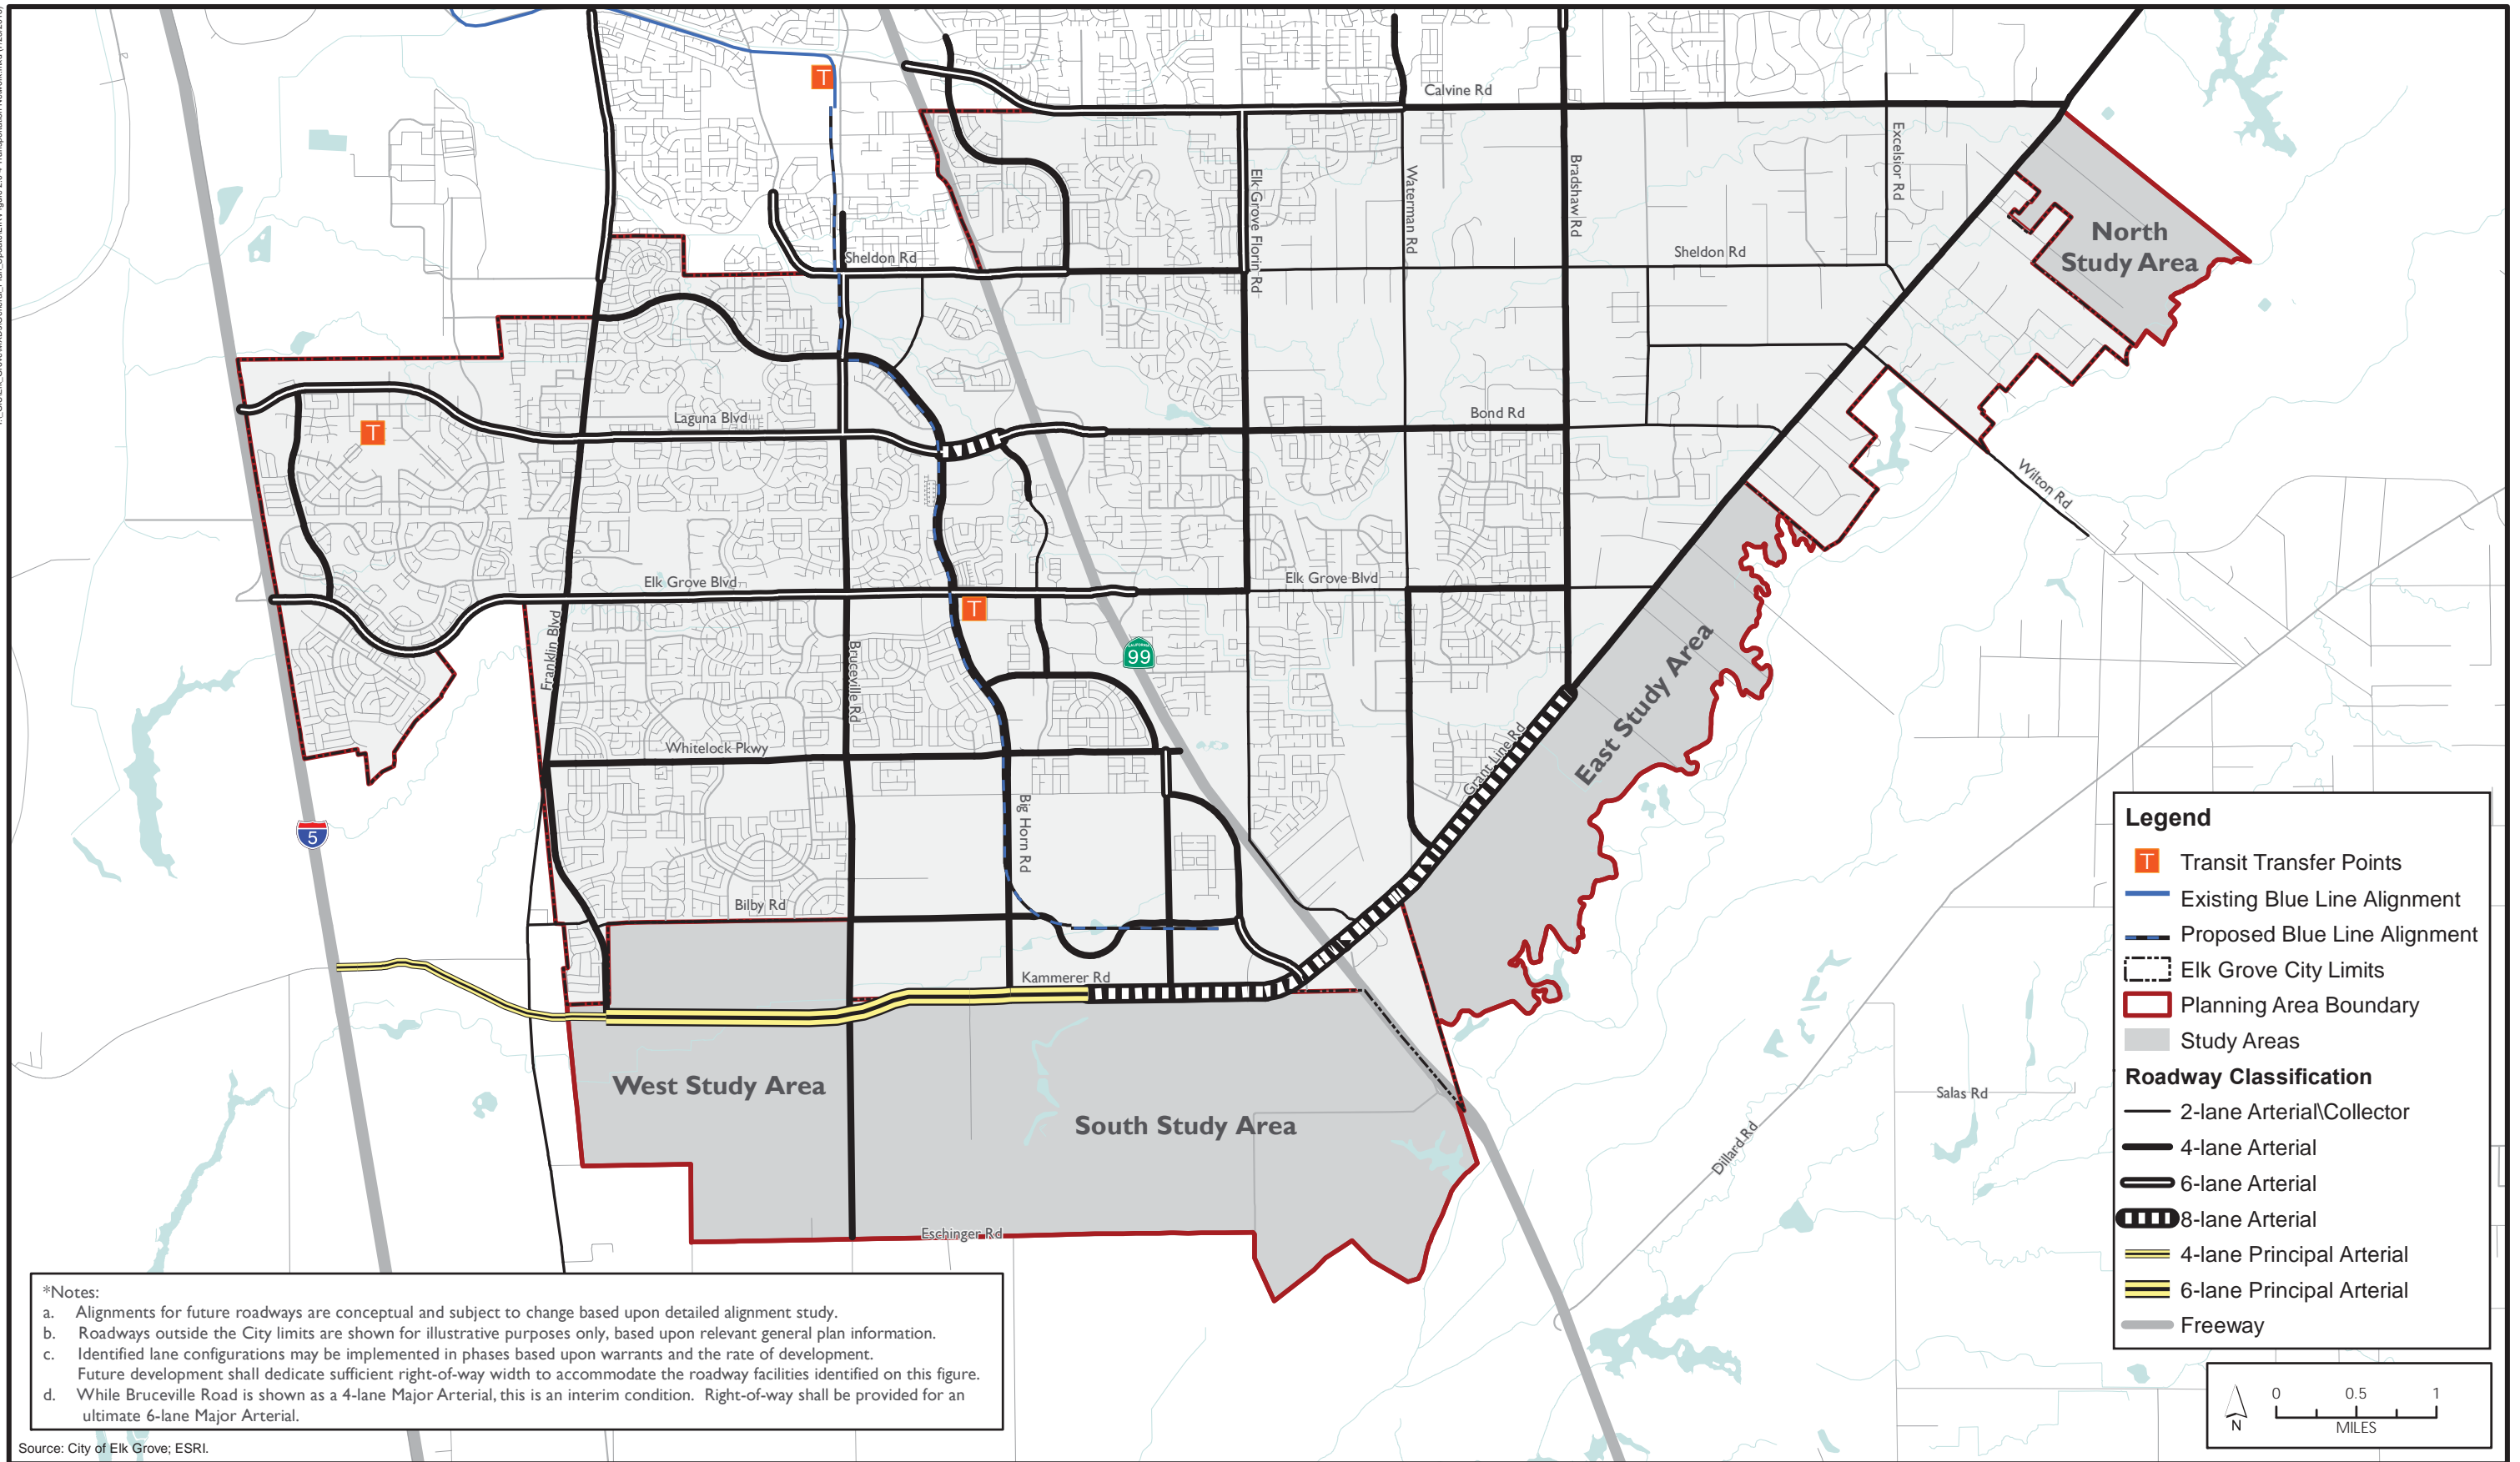 T
Calvine Rd
Excelsior Rd
Elk Grove Florin Rd
Waterman Rd
Bradshaw Rd
North
Study Area
Sheldon Rd
Sheldon Rd
Laguna Blvd
T
Bond Rd
Wilton Rd
Elk Grove Blvd
Elk Grove Blvd
T
Franklin Blvd
Bruceville Rd
CALIFORNIA
99
East Study Area
Grant Line Rd
Whitelock Pkwy
Big Horn Rd
5
Bilby Rd
Kammerer Rd
West Study Area
South Study Area
Salas Rd
Dillard Rd
Eschinger Rd
Legend
T Transit Transfer Points
Existing Blue Line Alignment
Proposed Blue Line Alignment
Elk Grove City Limits
Planning Area Boundary
Study Areas
Roadway Classification
2-lane Arterial\Collector
4-lane Arterial
6-lane Arterial
8-lane Arterial
4-lane Principal Arterial
6-lane Principal Arterial
Freeway
N
0 0.5 1
MILES
*Notes:
a. Alignments for future roadways are conceptual and subject to change based upon detailed alignment study.
b. Roadways outside the City limits are shown for illustrative purposes only, based upon relevant general plan information.
c. Identified lane configurations may be implemented in phases based upon warrants and the rate of development.
Future development shall dedicate sufficient right-of-way width to accommodate the roadway facilities identified on this figure.
d. While Bruceville Road is shown as a 4-lane Major Arterial, this is an interim condition. Right-of-way shall be provided for an
ultimate 6-lane Major Arterial.
Source: City of Elk Grove; ESRI.